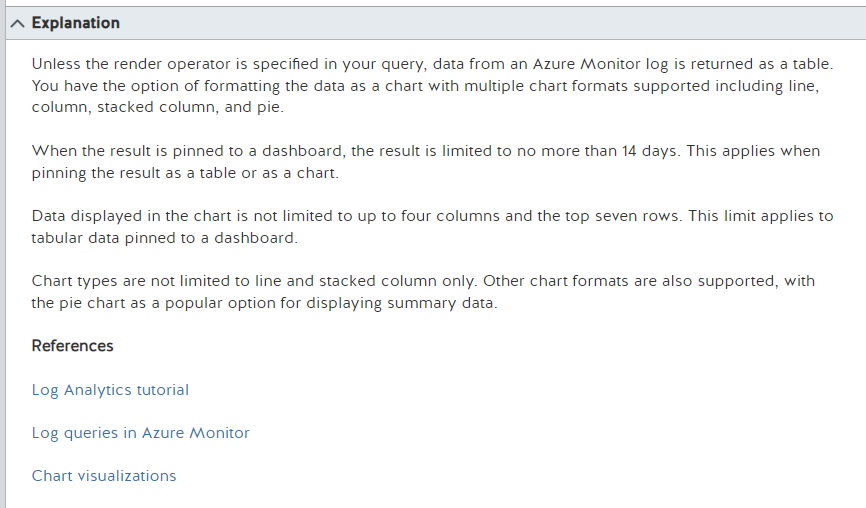 Explanation
Unless the render operator is specified in your query, data from an Azure Monitor log is returned as a table.
You have the option of formatting the data as a chart with multiple chart formats supported including line,
column, stacked column, and pie.
When the result is pinned to a dashboard, the result is limited to no more than 14 days. This applies when
pinning the result as a table or as a chart.
Data displayed in the chart is not limited to up to four columns and the top seven rows. This limit applies to
tabular data pinned to a dashboard.
Chart types are not limited to line and stacked column only. Other chart formats are also supported, with
the pie chart as a popular option for displaying summary data.
References
Log Analytics tutorial
Log queries in Azure Monitor
Chart visualizations